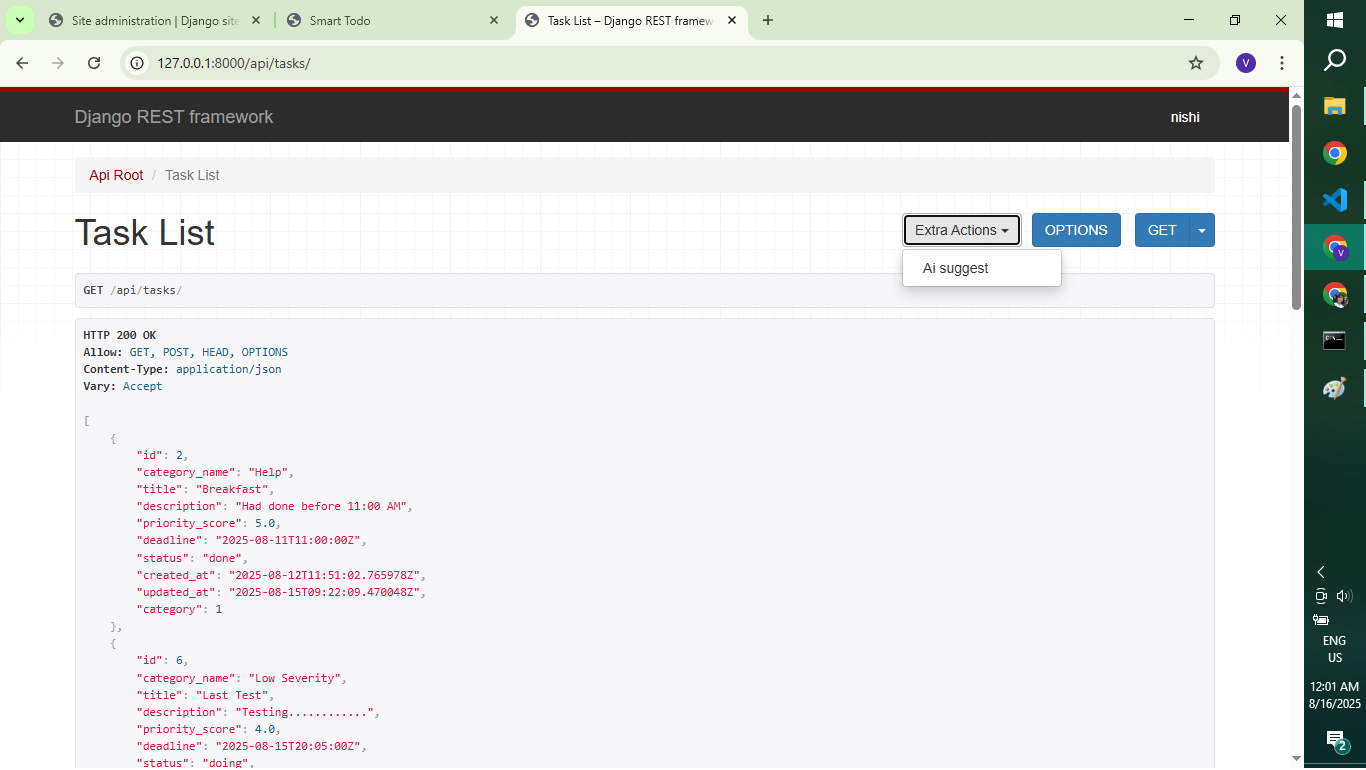 Site administration | Django site
Smart Todo
Task List – Django REST framew
127.0.0.1:8000/api/tasks/
V
Django REST framework
nishi
Api Root / Task List
Task List
Extra Actions
OPTIONS
GET
Ai suggest
GET /api/tasks/
HTTP 200 OK
Allow: GET, POST, HEAD, OPTIONS
Content-Type: application/json
Vary: Accept
[
{
"id": 2,
"category_name": "Help",
"title": "Breakfast",
"description": "Had done before 11:00 AM",
"priority_score": 5.0,
"deadline": "2025-08-11T11:00:00Z",
"status": "done",
"created_at": "2025-08-12T11:51:02.765978Z",
"updated_at": "2025-08-15T09:22:09.470048Z",
"category": 1
},
{
"id": 6,
"category_name": "Low Severity",
"title": "Last Test",
"description": "Testing............",
"priority_score": 4.0,
"deadline": "2025-08-15T20:05:00Z",
"status": "doing",
V
ENG
US
12:01 AM
8/16/2025
2